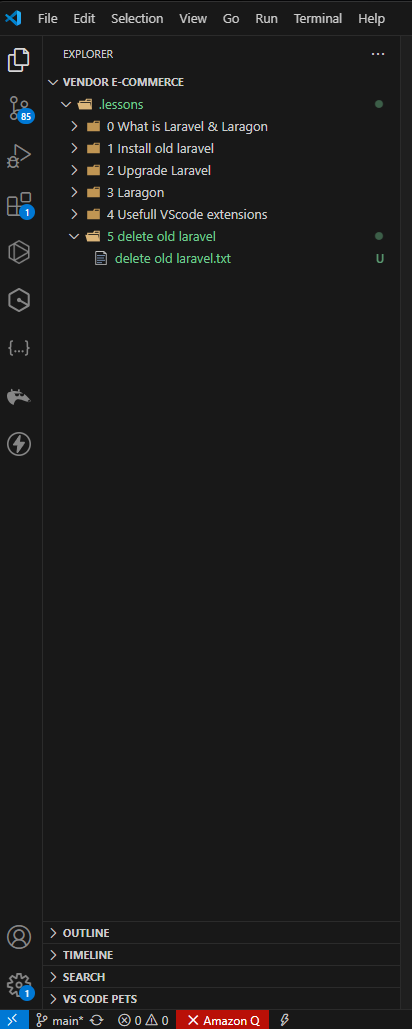 File Edit Selection View Go Run Terminal Help
EXPLORER
VENDOR E-COMMERCE
.lessons
0 What is Laravel & Laragon
1 Install old laravel
2 Upgrade Laravel
3 Laragon
4 Usefull VScode extensions
5 delete old laravel
delete old laravel.txt U
85
1
{...}
OUTLINE
TIMELINE
SEARCH
VS CODE PETS
1
main* 0 0 Amazon Q